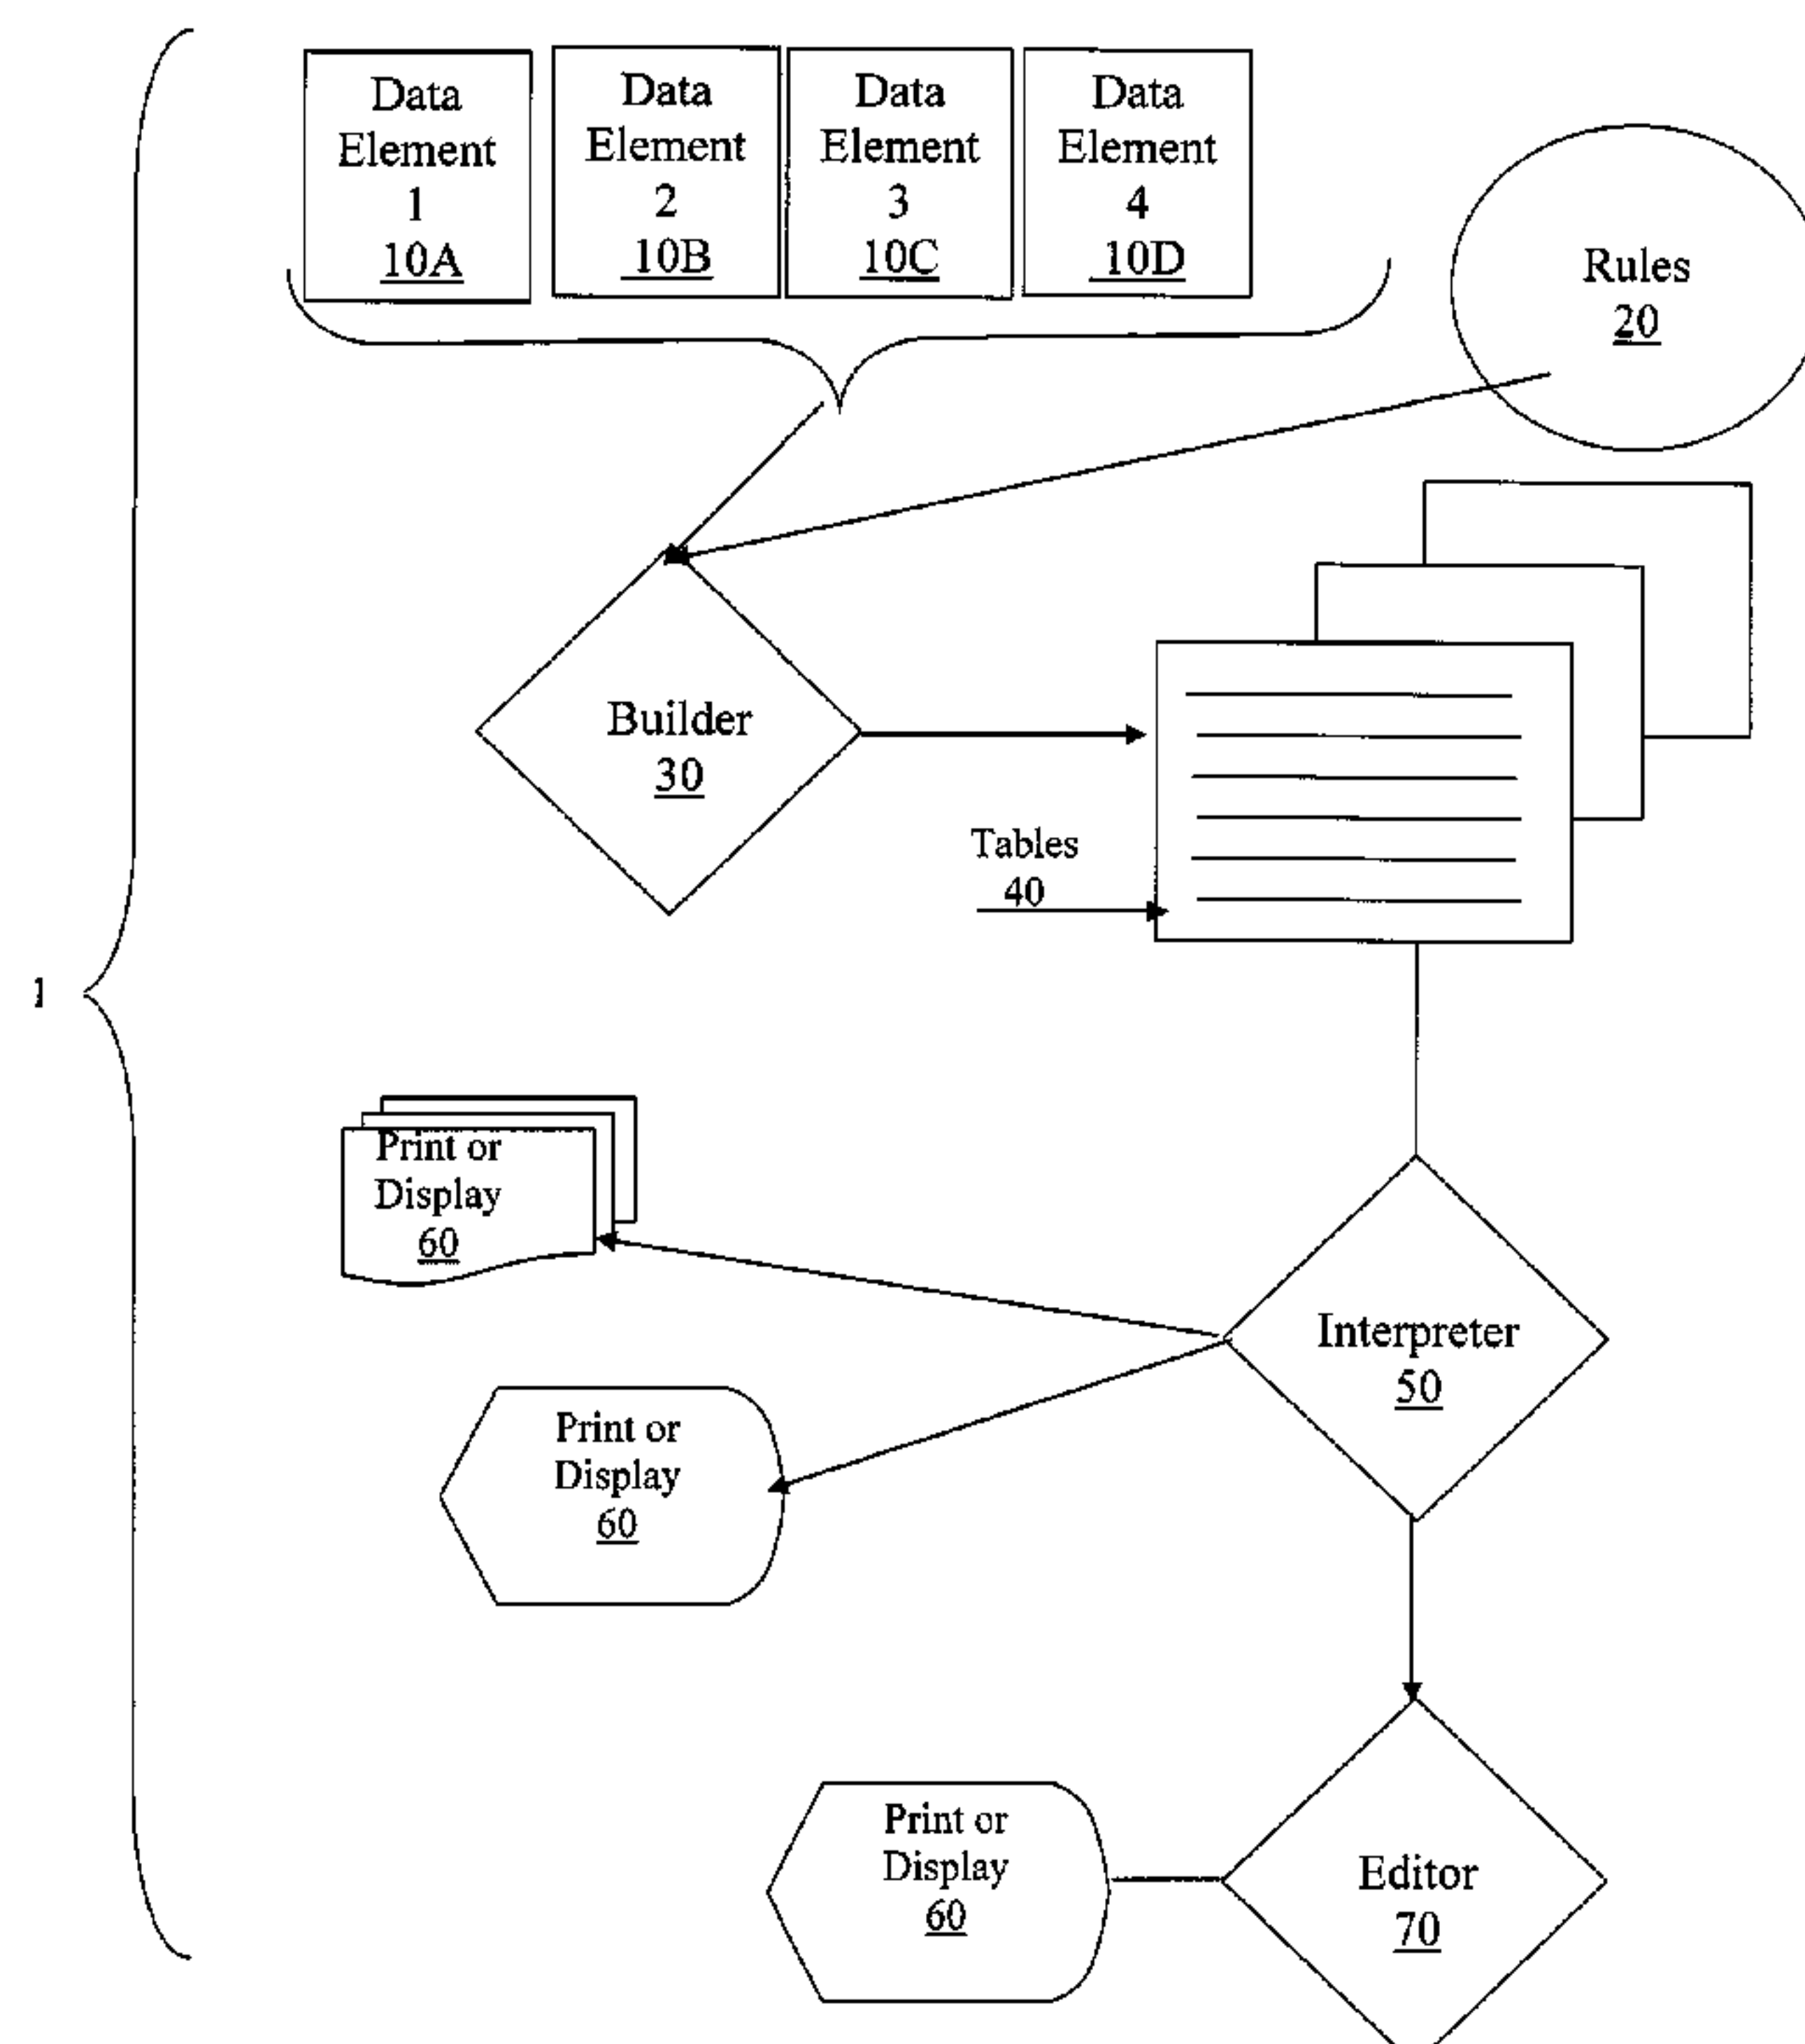 Data
Element
1
10A
Data
Element
2
10B
Data
Element
3
10C
Data
Element
4
10D
Rules
20
Builder
30
Tables
40
1
Print or
Display
60
Interpreter
50
Print or
Display
60
Print or
Display
60
Editor
70